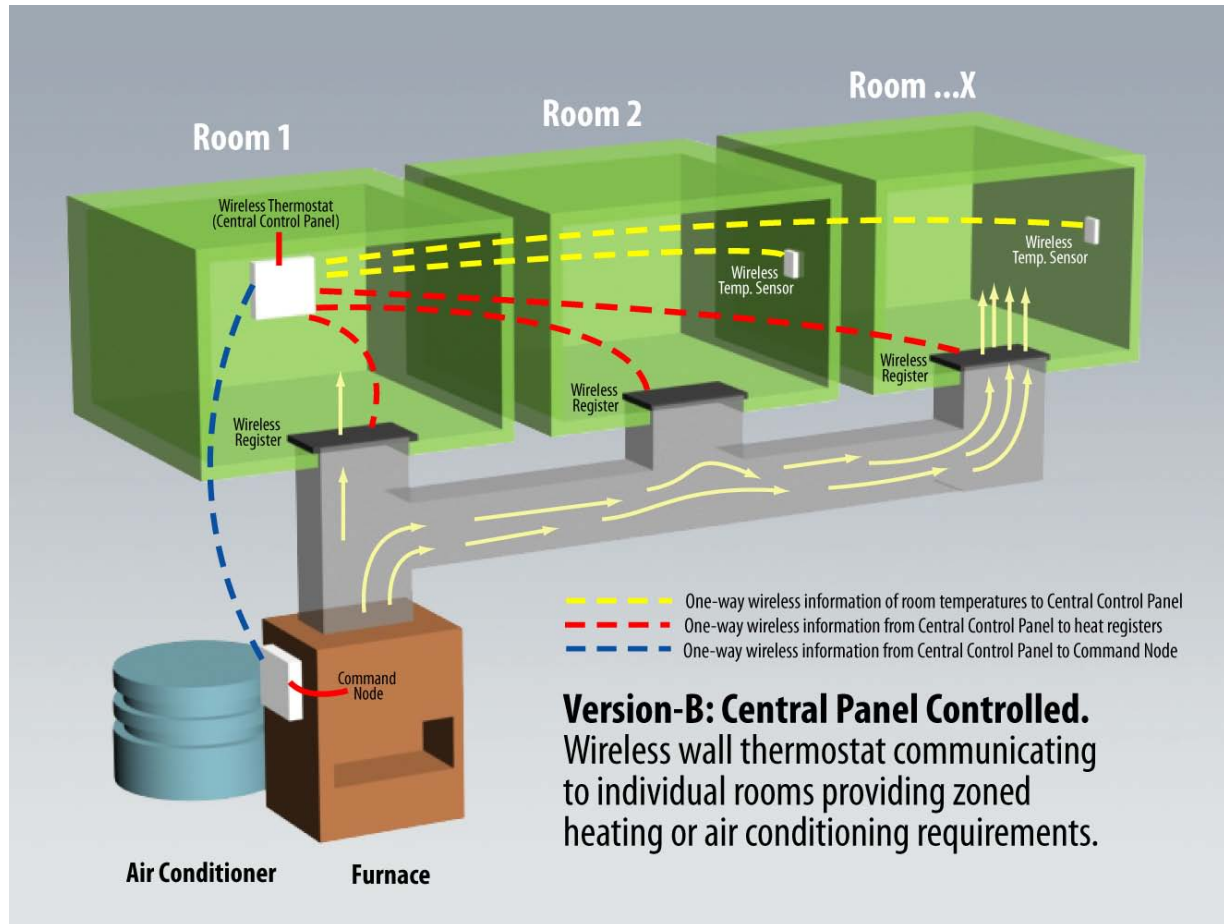 Room ...X
Room 2
Room 1
Wireless Thermostat
(Central Control Panel)
Wireless
Temp. Sensor
Wireless
Temp. Sensor
Wireless
Register
Wireless
Register
Wireless
Register
One-way wireless information of room temperatures to Central Control Panel
One-way wireless information from Central Control Panel to heat registers
One-way wireless information from Central Control Panel to Command Node
Command
Node
Version-B: Central Panel Controlled.
Wireless wall thermostat communicating
to individual rooms providing zoned
heating or air conditioning requirements.
Air Conditioner
Furnace